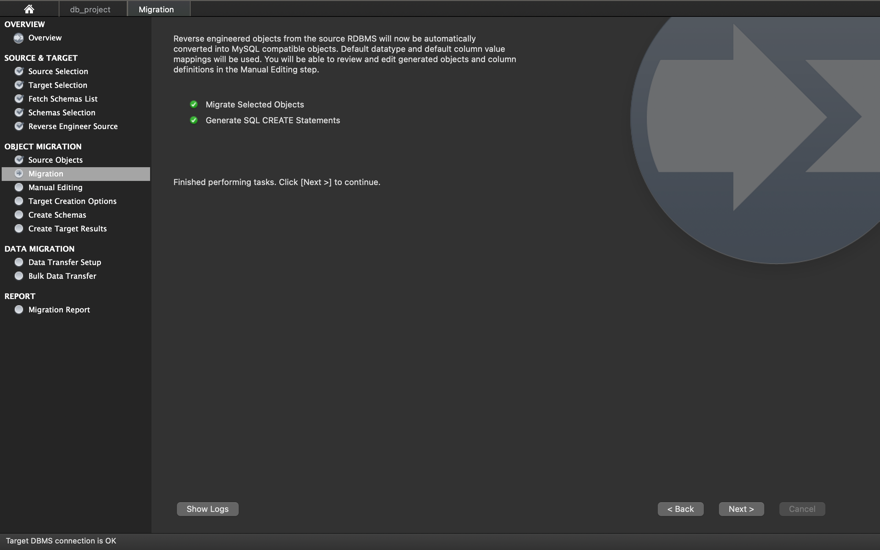 db_project
Migration
OVERVIEW
Overview
SOURCE & TARGET
Source Selection
Target Selection
Fetch Schemas List
Schemas Selection
Reverse Engineer Source
OBJECT MIGRATION
Source Objects
Migration
Manual Editing
Target Creation Options
Create Schemas
Create Target Results
DATA MIGRATION
Data Transfer Setup
Bulk Data Transfer
REPORT
Migration Report
Reverse engineered objects from the source RDBMS will now be automatically
converted into MySQL compatible objects. Default datatype and default column value
mappings will be used. You will be able to review and edit generated objects and column
definitions in the Manual Editing step.
Migrate Selected Objects
Generate SQL CREATE Statements
Finished performing tasks. Click [Next >] to continue.
Show Logs
< Back
Next >
Cancel
Target DBMS connection is OK